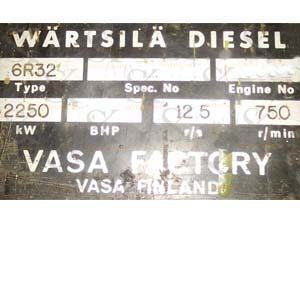 WÄRTSILÄ DIESEL
6R32
Type Spec. No Engine No
2250 12 5 750
kW BHP r/s r/min
VASA FACTORY
VASA FINLAND